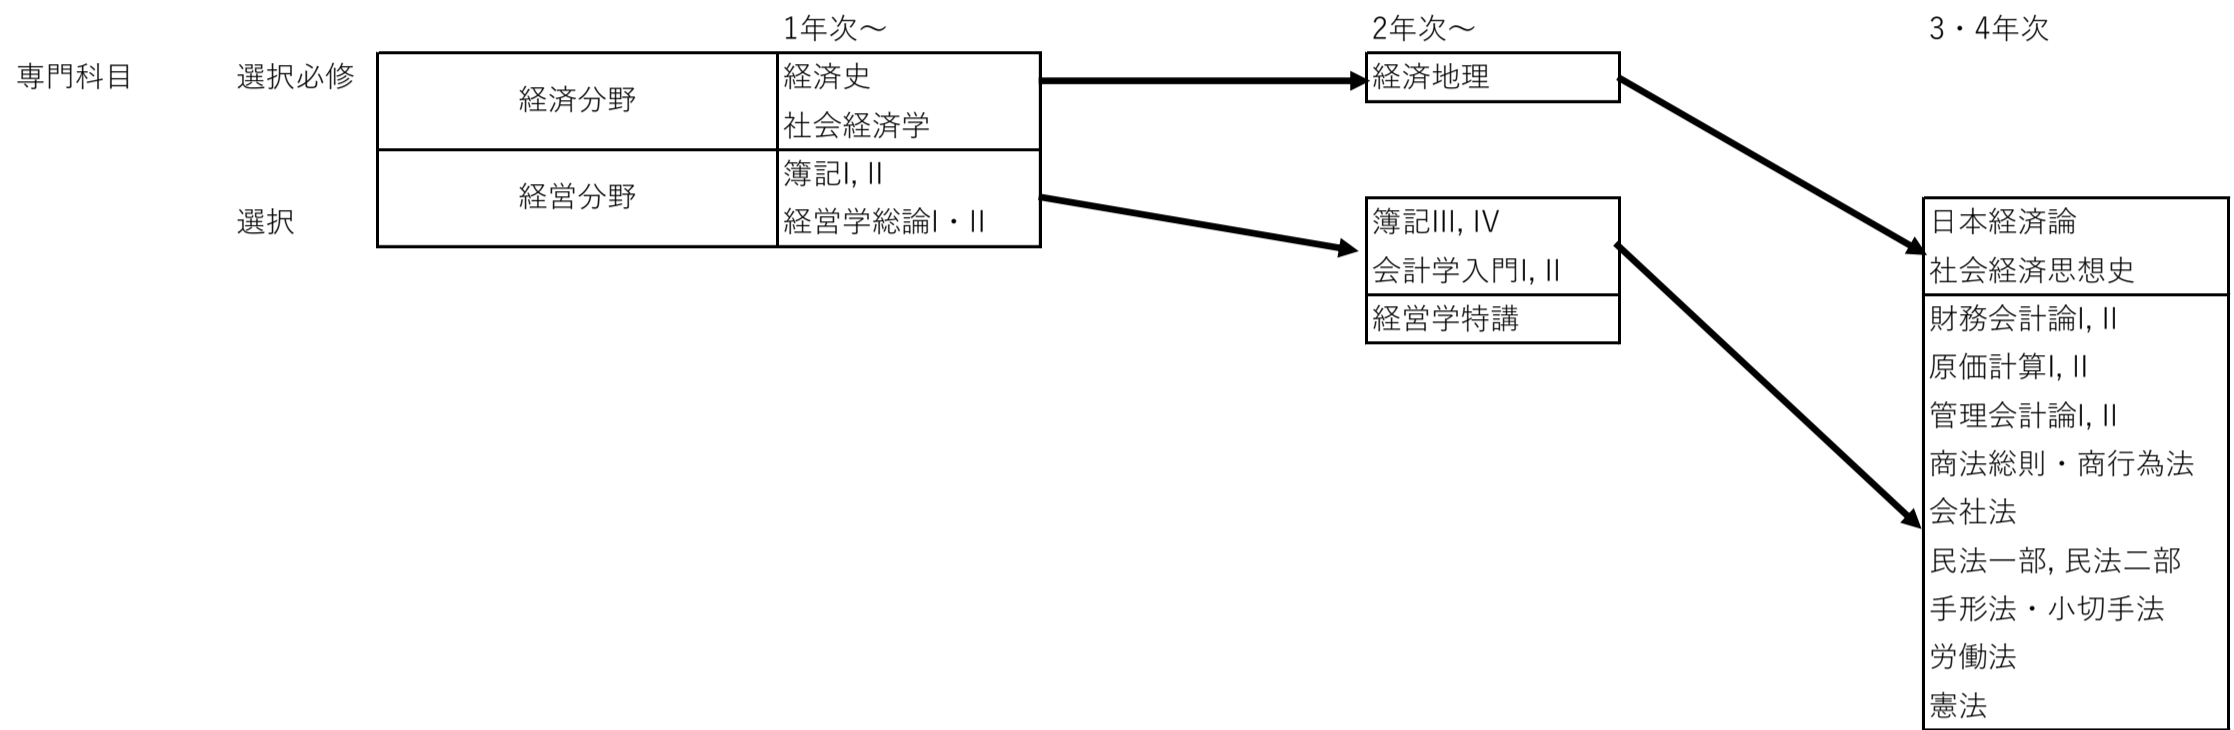 1年次～ 2年次～ 3・4年次
専門科目 選択必修 経済分野 経済史 経済地理
社会経済学
経営分野 簿記I, II
選択 経営学総論I・II 簿記III, IV 日本経済論
会計学入門I, II 社会経済思想史
経営学特講 財務会計論I, II
原価計算I, II
管理会計論I, II
商法総則・商行為法
会社法
民法一部, 民法二部
手形法・小切手法
労働法
憲法